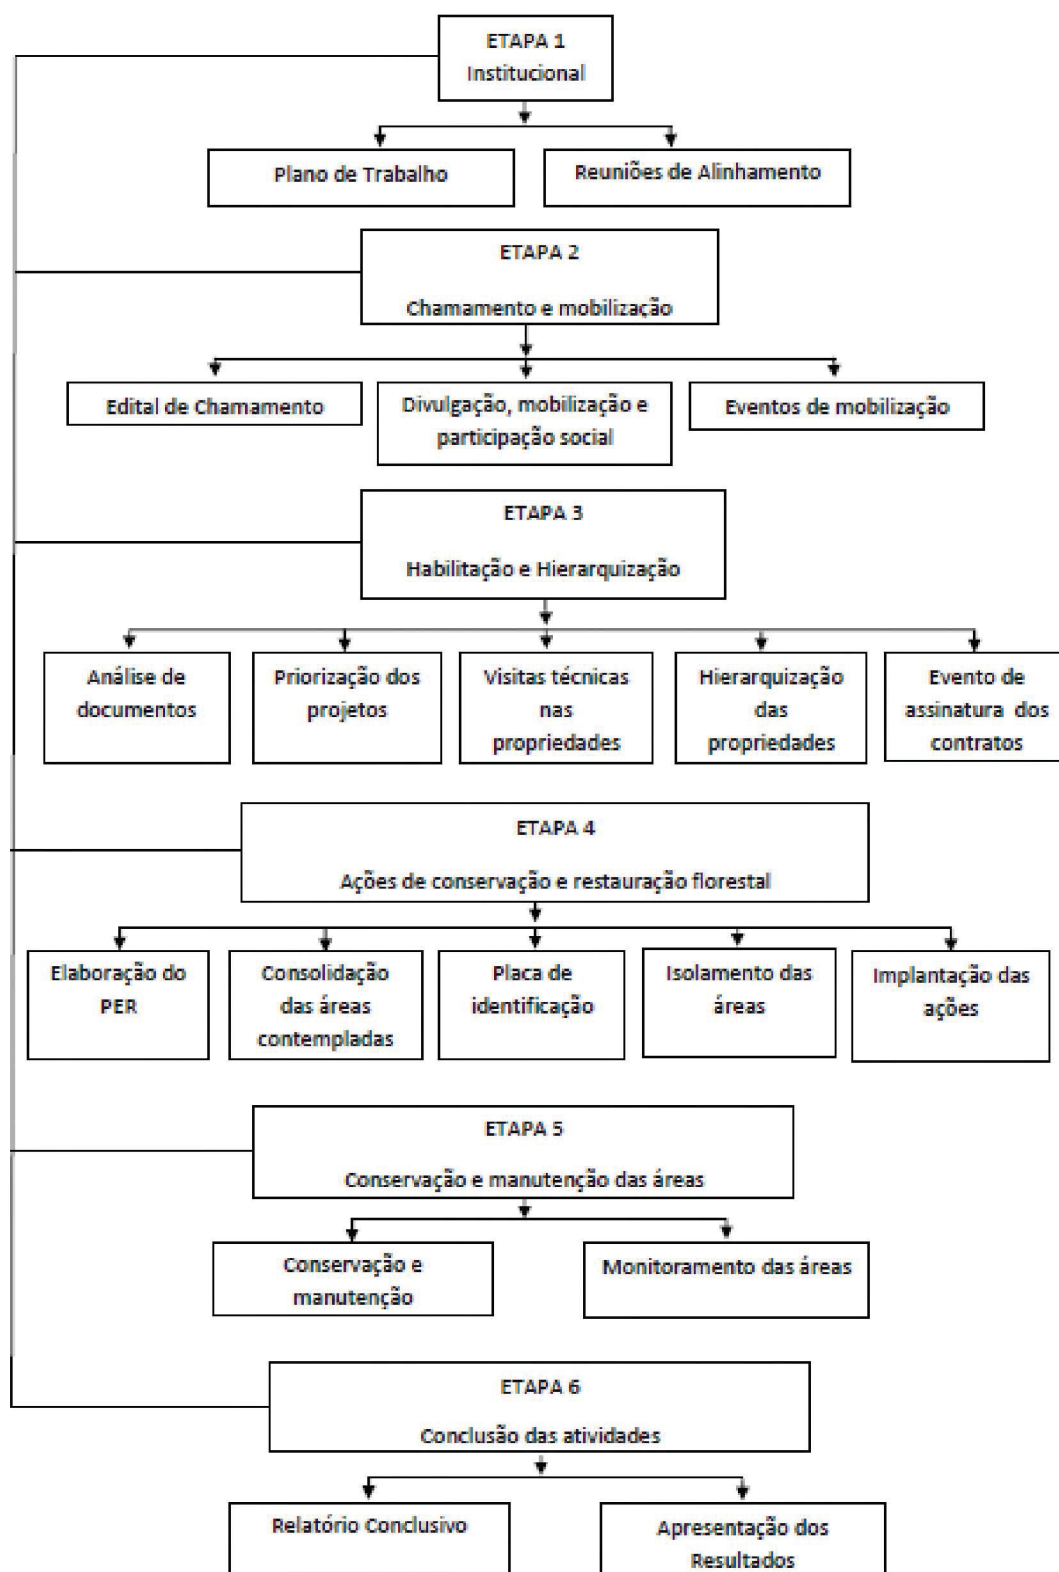 ETAPA 1
Institucional
Plano de Trabalho
Reuniões de Alinhamento
ETAPA 2
Chamamento e mobilização
Edital de Chamamento
Divulgação, mobilização e
participação social
Eventos de mobilização
ETAPA 3
Habilitação e Hierarquização
Análise de
documentos
Priorização dos
projetos
Visitas técnicas
nas
propriedades
Hierarquização
das
propriedades
Evento de
assinatura dos
contratos
ETAPA 4
Ações de conservação e restauração florestal
Elaboração do
PER
Consolidação
das áreas
contempladas
Placa de
identificação
Isolamento das
áreas
Implantação das
ações
ETAPA 5
Conservação e manutenção das áreas
Conservação e
manutenção
Monitoramento das áreas
ETAPA 6
Conclusão das atividades
Relatório Conclusivo
Apresentação dos
Resultados